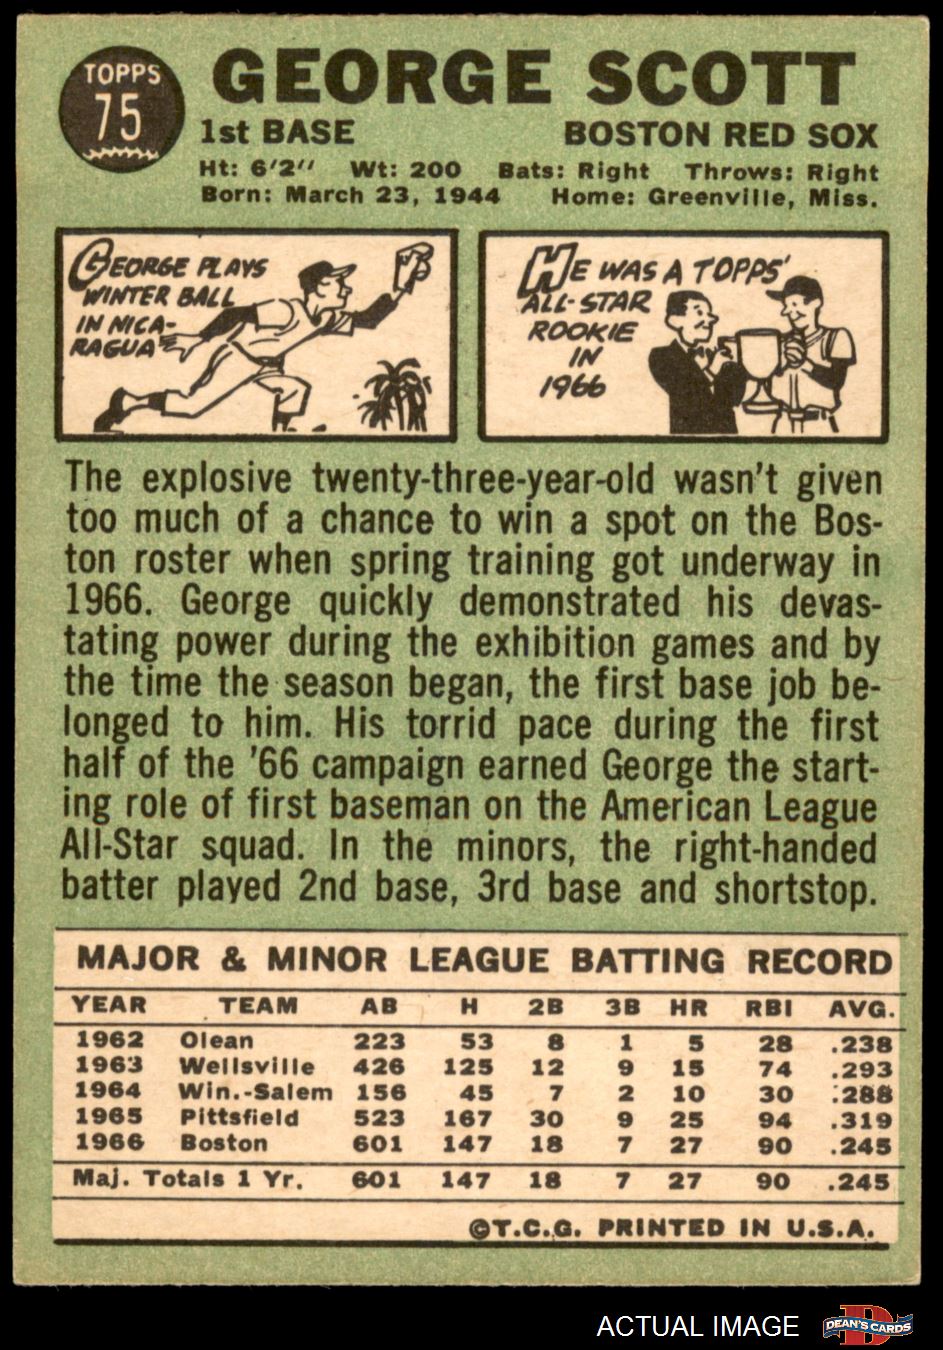 TOPPS
75
GEORGE SCOTT
1st BASE BOSTON RED SOX
Ht: 6'2" Wt: 200 Bats: Right Throws: Right
Born: March 23, 1944 Home: Greenville, Miss.
GEORGE PLAYS
WINTER BALL
IN NICA-
RAGUA
HE WAS A TOPPS'
ALL-STAR
ROOKIE
IN
1966
The explosive twenty-three-year-old wasn't given
too much of a chance to win a spot on the Bos-
ton roster when spring training got underway in
1966. George quickly demonstrated his devas-
tating power during the exhibition games and by
the time the season began, the first base job be-
longed to him. His torrid pace during the first
half of the '66 campaign earned George the start-
ing role of first baseman on the American League
All-Star squad. In the minors, the right-handed
batter played 2nd base, 3rd base and shortstop.
MAJOR & MINOR LEAGUE BATTING RECORD
YEAR TEAM AB H 2B 3B HR RBI AVG.
1962 Olean 223 53 8 1 5 28 .238
1963 Wellsville 426 125 12 9 15 74 .293
1964 Win.-Salem 156 45 7 2 10 30 .288
1965 Pittsfield 523 167 30 9 25 94 .319
1966 Boston 601 147 18 7 27 90 .245
Maj. Totals 1 Yr. 601 147 18 7 27 90 .245
©T.C.G. PRINTED IN U.S.A.
ACTUAL IMAGE
D
DEAN'S CARDS